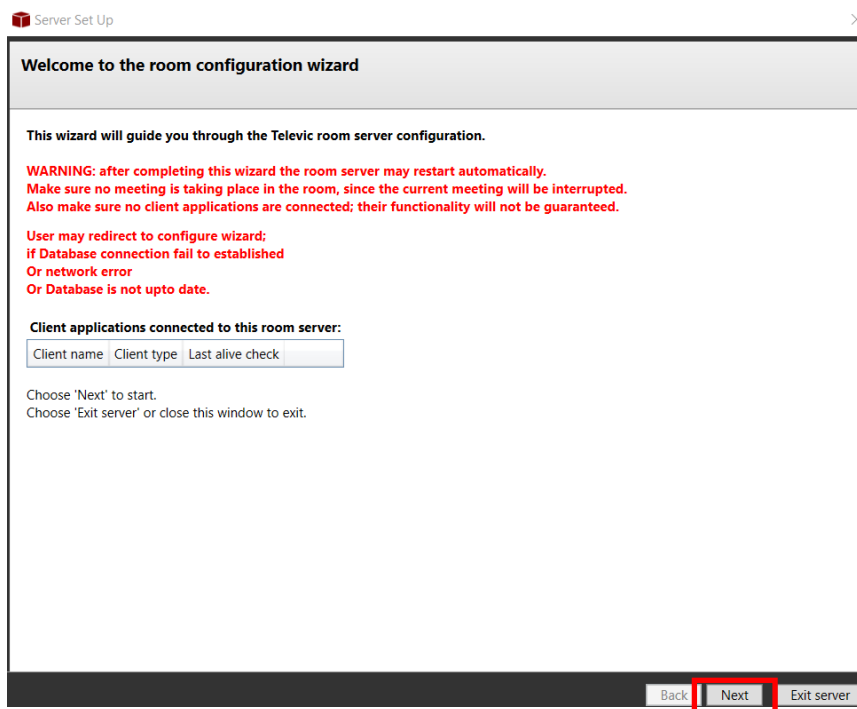 Server Set Up
Welcome to the room configuration wizard
This wizard will guide you through the Televic room server configuration.
WARNING: after completing this wizard the room server may restart automatically.
Make sure no meeting is taking place in the room, since the current meeting will be interrupted.
Also make sure no client applications are connected; their functionality will not be guaranteed.
User may redirect to configure wizard;
if Database connection fail to established
Or network error
Or Database is not upto date.
Client applications connected to this room server:
Client name Client type Last alive check
Choose 'Next' to start.
Choose 'Exit server' or close this window to exit.
Back Next Exit server